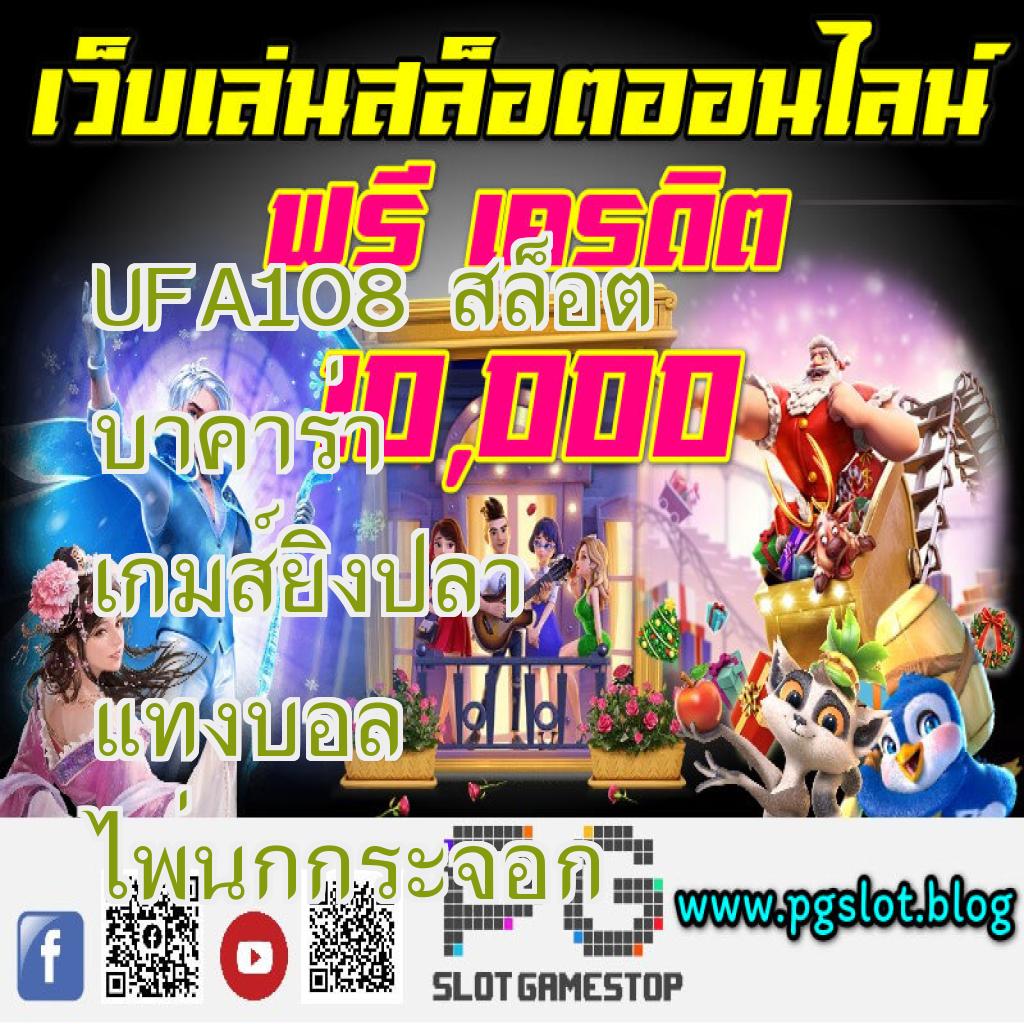 เว็บเล่นสล็อตออนไลน์
ฟรี เครดิต
UFA108 สล็อต
10,000
บาคาร่า
เกมส์ยิงปลา
แทงบอล
ไพ่นกกระจอก
PG
www.pgslot.blog
SLOT GAMESTOP